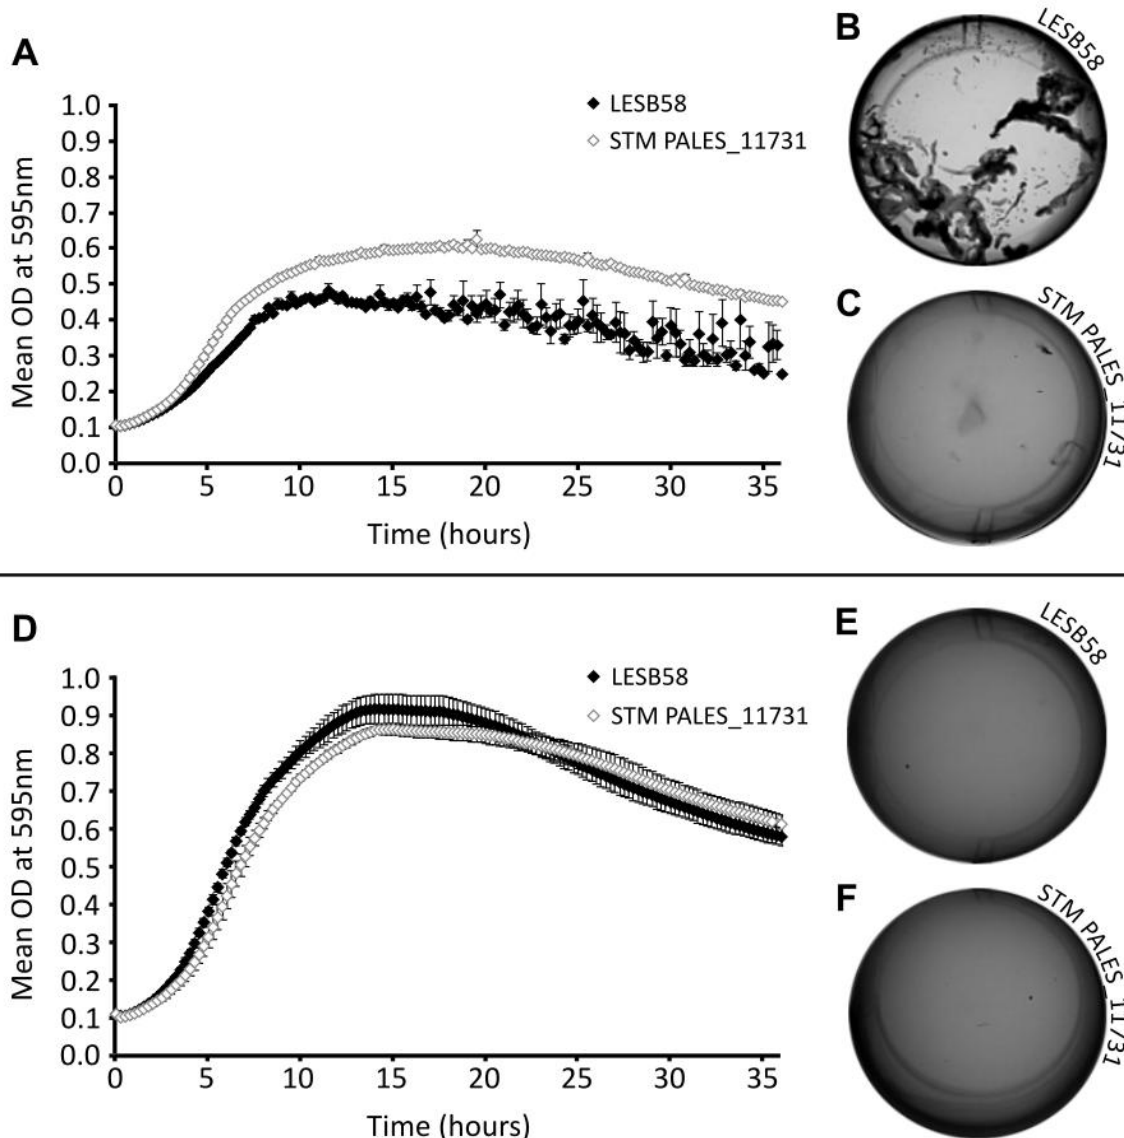 A
B
LESB58
LESB58
STM PALES_11731
1.0
0.9
0.8
0.7
0.6
0.5
0.4
0.3
0.2
0.1
0.0
Mean OD at 595nm
0 5 10 15 20 25 30 35
Time (hours)
C
STM PALES_11731
D
LESB58
STM PALES_11731
1.0
0.9
0.8
0.7
0.6
0.5
0.4
0.3
0.2
0.1
0.0
Mean OD at 595nm
0 5 10 15 20 25 30 35
Time (hours)
E
LESB58
F
STM PALES_11731